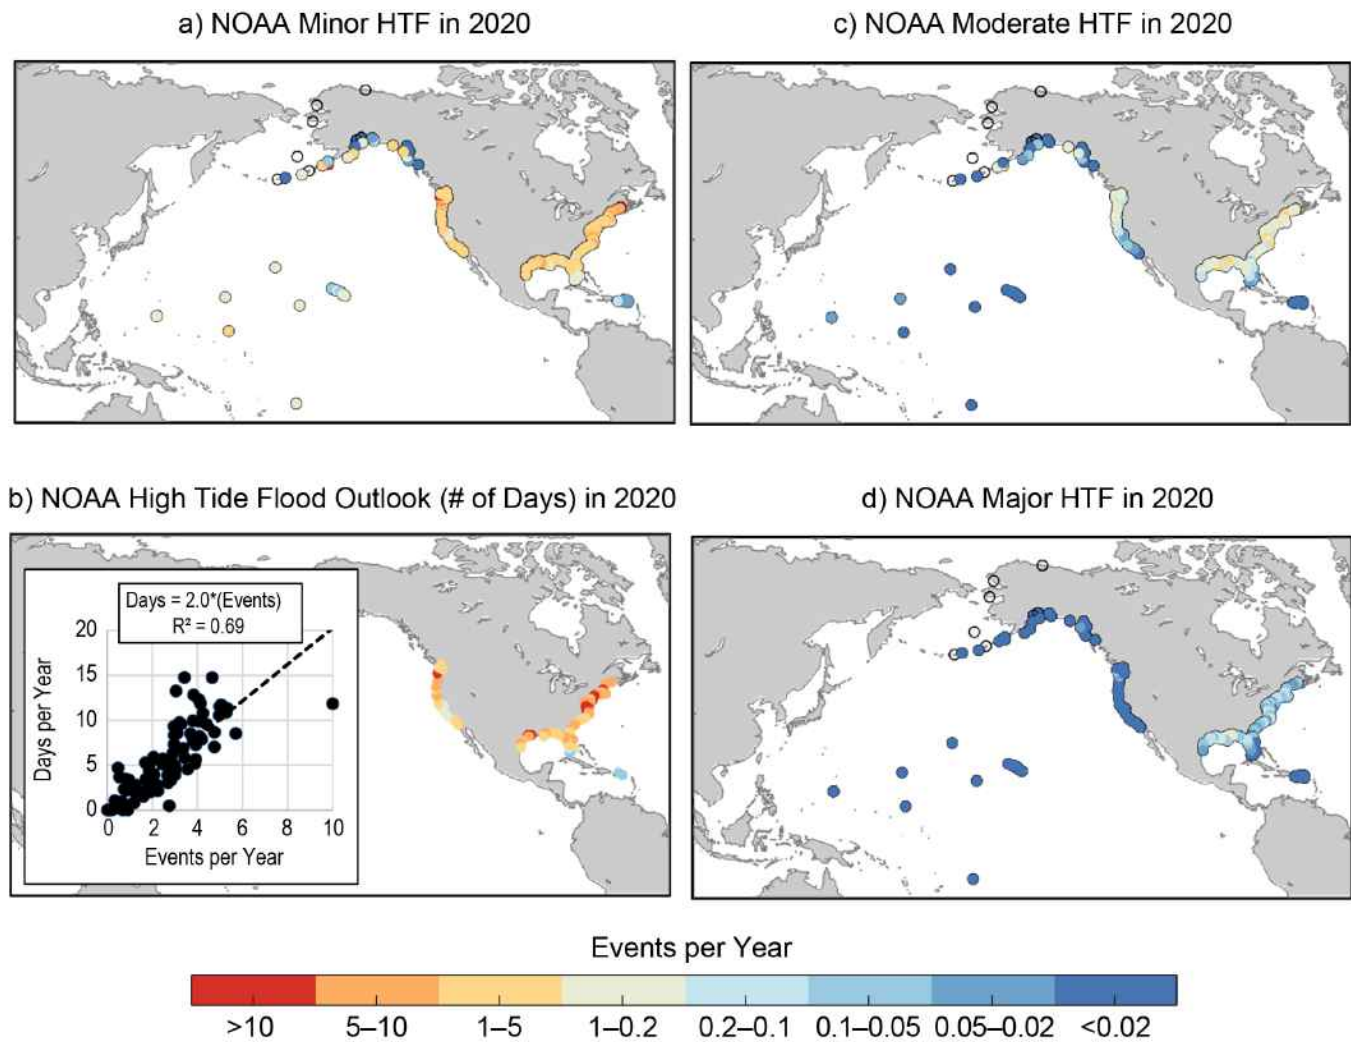 a) NOAA Minor HTF in 2020
c) NOAA Moderate HTF in 2020
b) NOAA High Tide Flood Outlook (# of Days) in 2020
Days = 2.0*(Events)
R² = 0.69
20
15
10
5
0
Days per Year
0 2 4 6 8 10
Events per Year
d) NOAA Major HTF in 2020
Events per Year
>10 5–10 1–5 1–0.2 0.2–0.1 0.1–0.05 0.05–0.02 <0.02